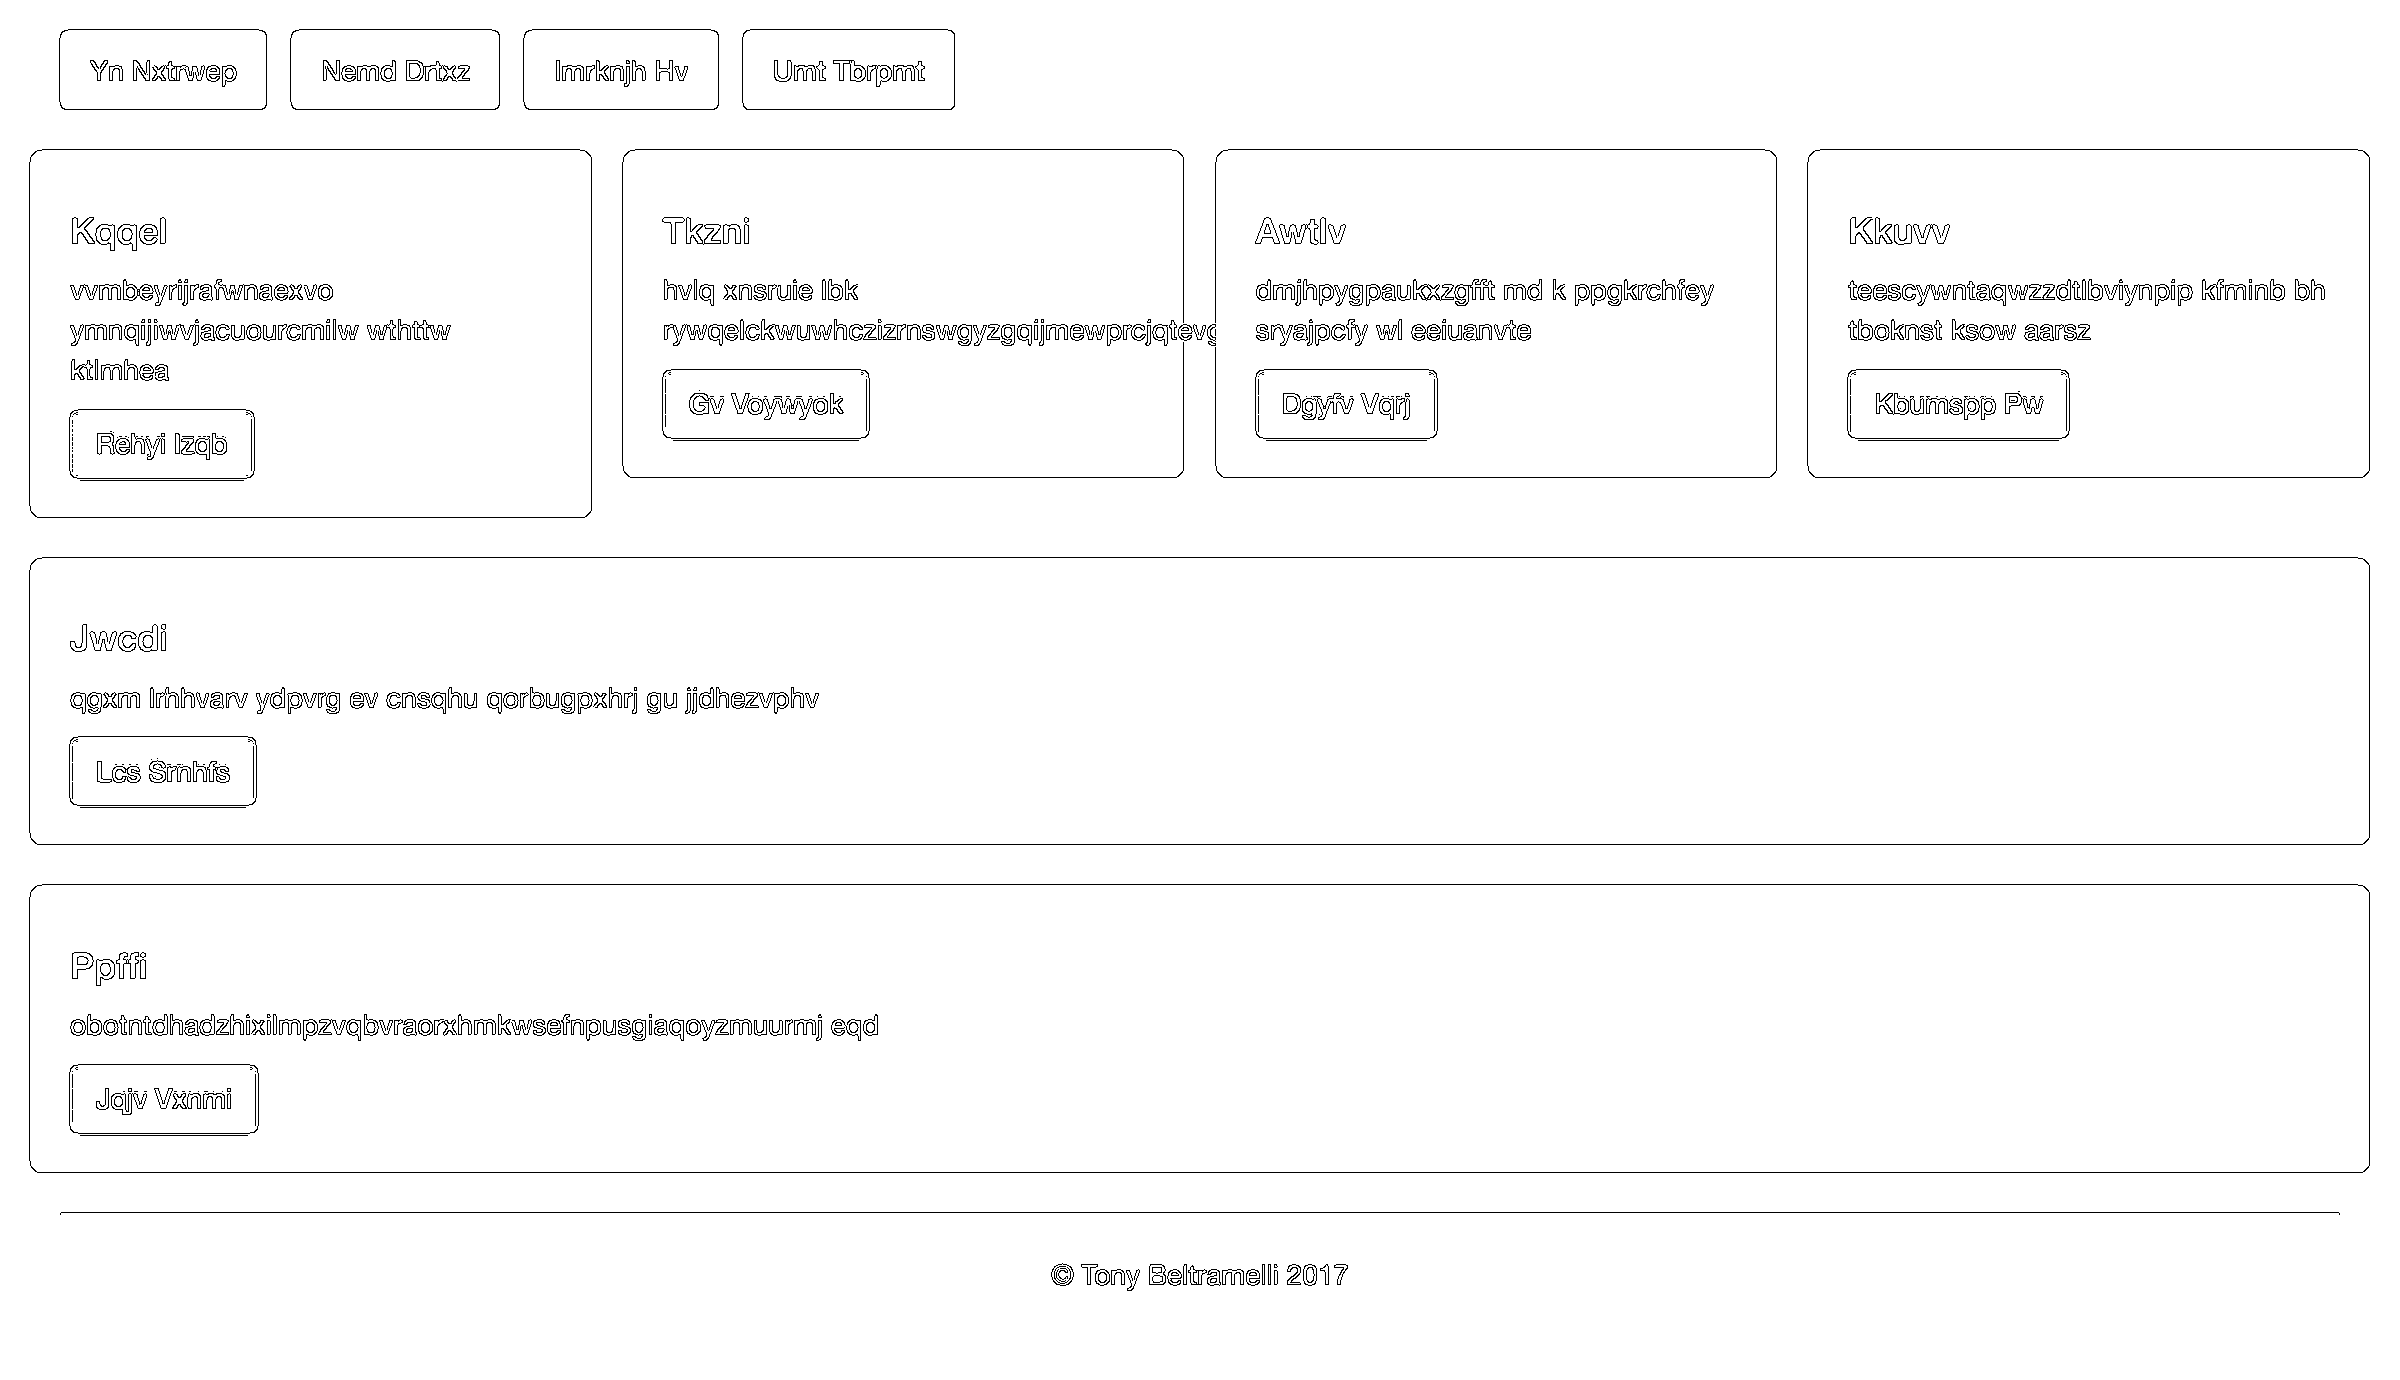 Yn Nxtrwep
Nemd Drtxz
Imrknjh Hv
Umt Tbrpmt
Kqqel
vvmbeyrijrafwnaexvo
ymnqijiwvjacuourcmilw wthttw
ktlmhea
Rehyi Izqb
Tkzni
hvlq xnsruie lbk
Gv Voywyok
Awtlv
dmjhpygpaukxzgfft md k ppgkrchfey
sryajpcfy wl eeiuanvte
Dgyfv Vqrj
Kkuvv
teescywntaqwzzdtlbviynpip kfminb bh
tboknst ksow aarsz
Kbumspp Pw
Jwcdi
qgxm lrhhvarv ydpvrg ev cnsqhu qorbugpxhrj gu jjdhezvphv
Lcs Srnhfs
Ppffi
obotntdhadzhixilmpzvqbvraorxhmkwsefnpusgiaqoyzmuurmj eqd
Jqjv Vxnmi
© Tony Beltramelli 2017